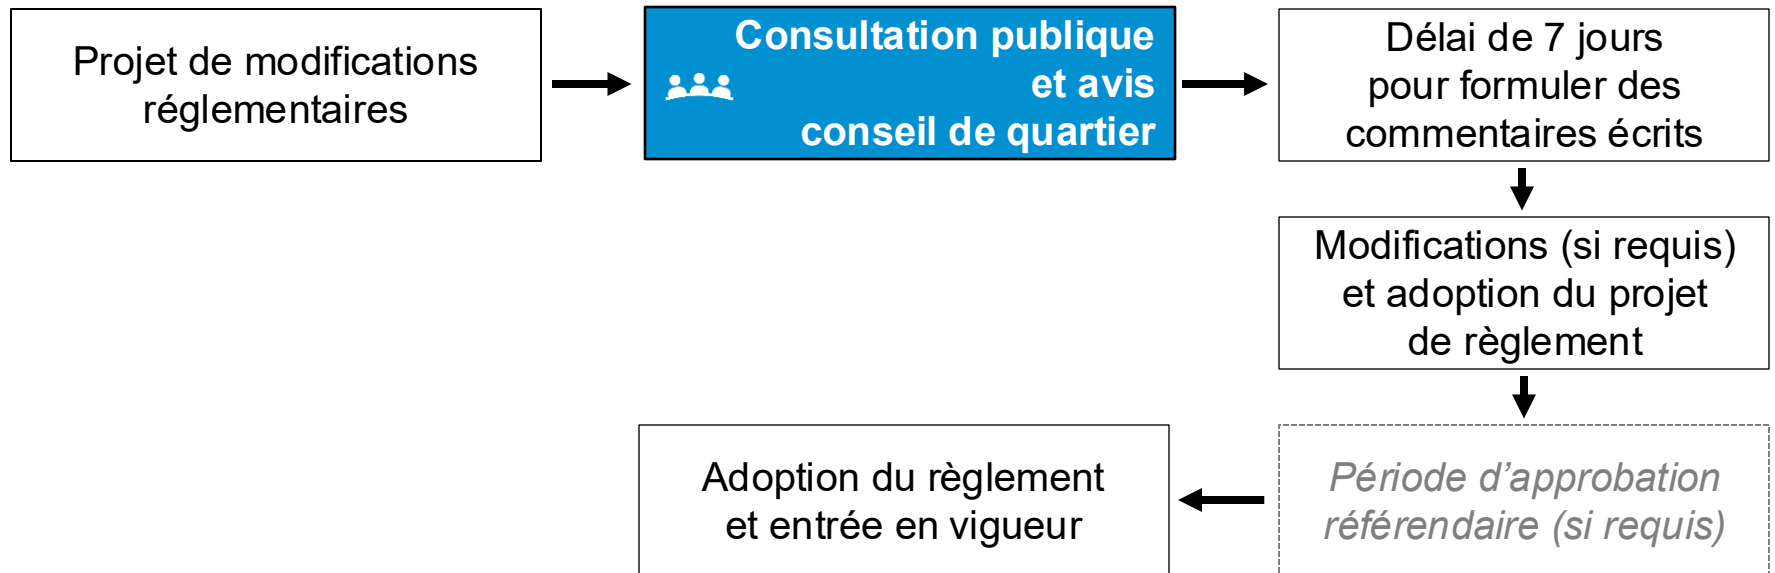 Projet de modifications
réglementaires
Consultation publique
et avis
conseil de quartier
Délai de 7 jours
pour formuler des
commentaires écrits
Modifications (si requis)
et adoption du projet
de règlement
Période d’approbation
référendaire (si requis)
Adoption du règlement
et entrée en vigueur